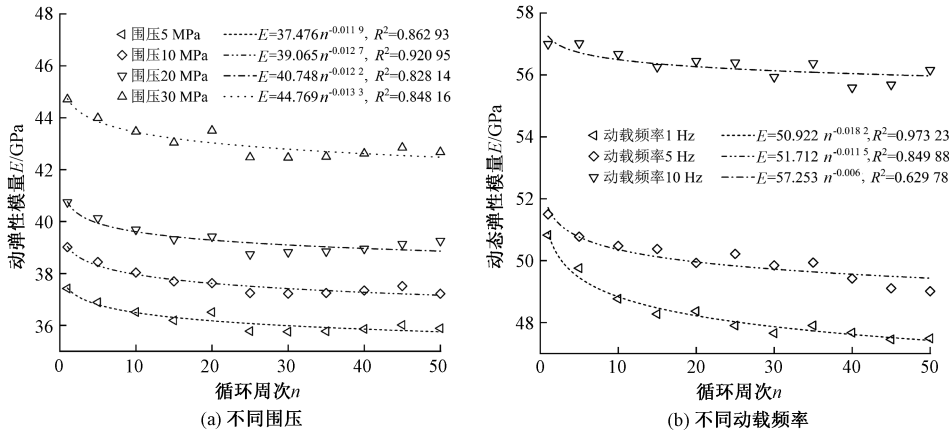 动弹性模量E/GPa
48
46
44
42
39
38
36
围压5 MPa E=37.476n^-0.011 9, R²=0.862 93
围压10 MPa E=39.065n^-0.012 7, R²=0.920 95
围压20 MPa E=40.748n^-0.012 2, R²=0.828 14
围压30 MPa E=44.769n^-0.013 3, R²=0.848 16
0 10 20 30 40 50
循环周次n
(a) 不同围压
动态弹性模量E/GPa
58
56
54
52
50
48
动载频率1 Hz E=50.922 n^-0.018 2, R²=0.973 23
动载频率5 Hz E=51.712 n^-0.011 5, R²=0.849 88
动载频率10 Hz E=57.253 n^-0.006, R²=0.629 78
0 10 20 30 40 50
循环周次n
(b) 不同动载频率